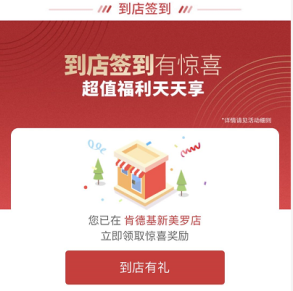 到店签到
到店签到有惊喜
超值福利天天享
*详情请见活动细则
您已在 肯德基新美罗店
立即领取惊喜奖励
到店有礼